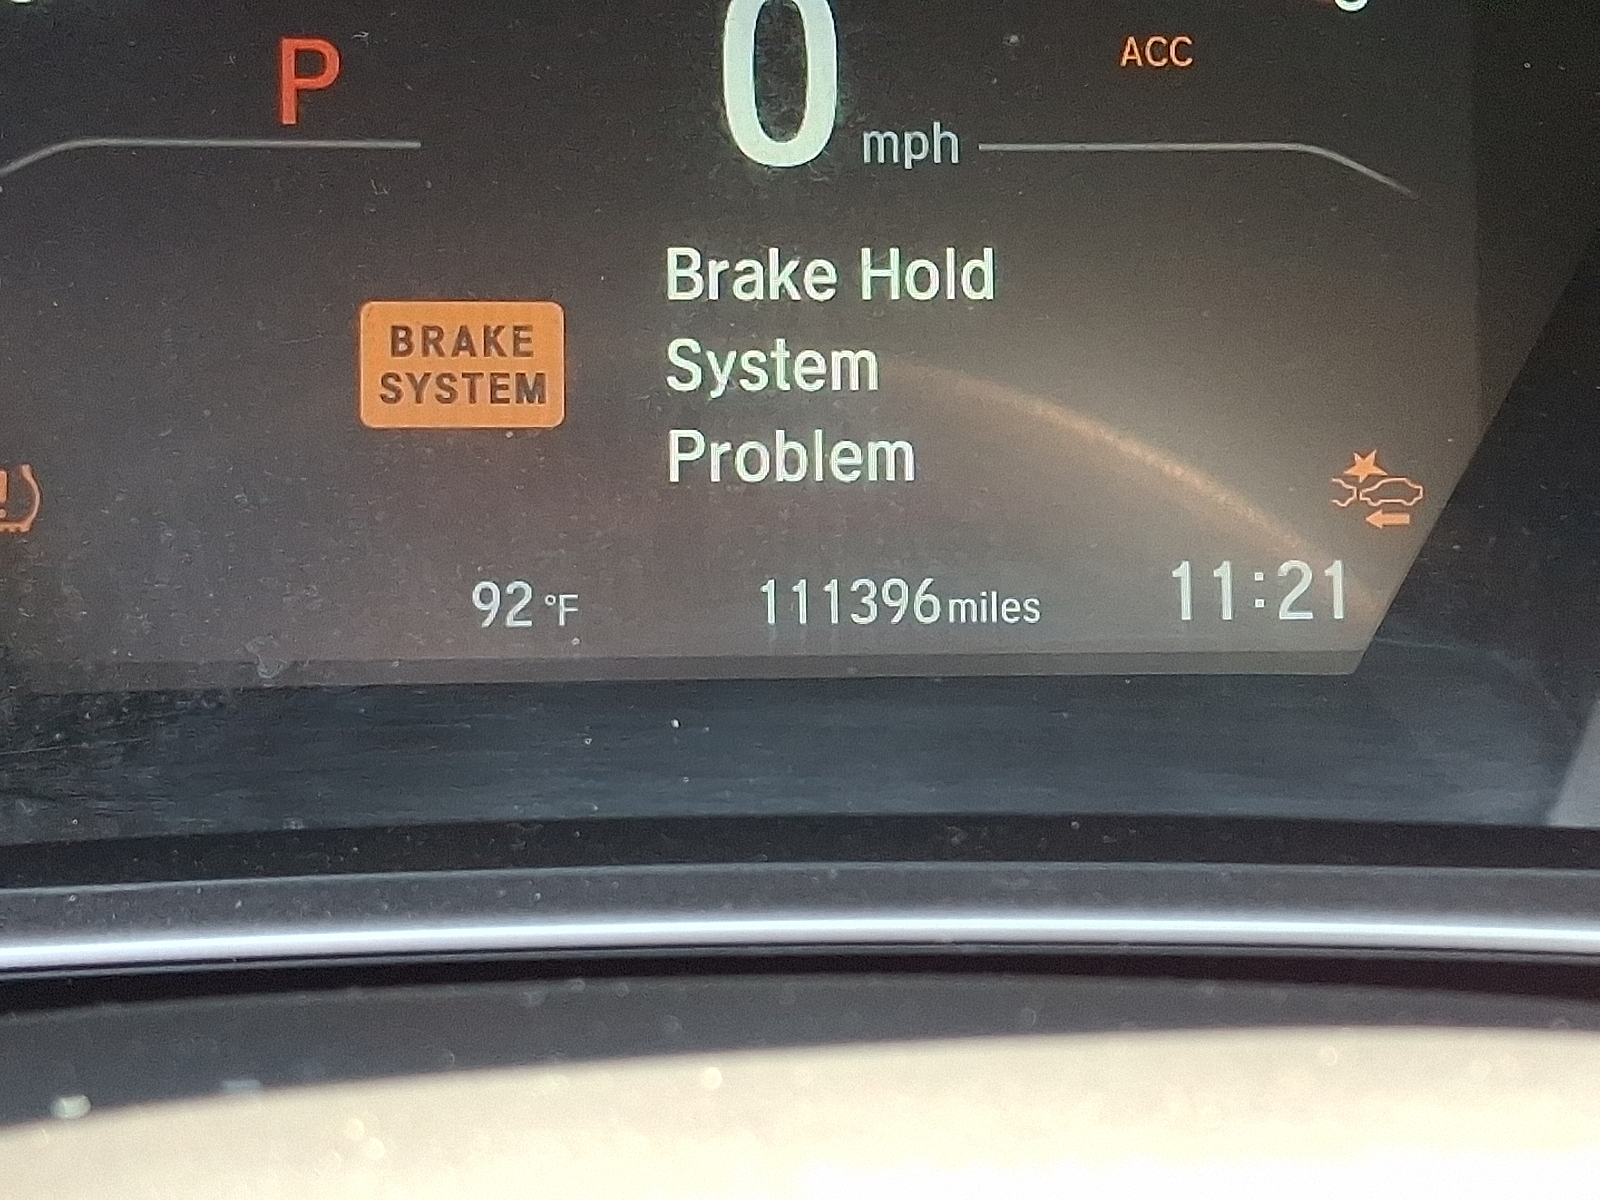 P
0 mph
ACC
BRAKE
SYSTEM
Brake Hold
System
Problem
92 °F
111396 miles
11:21